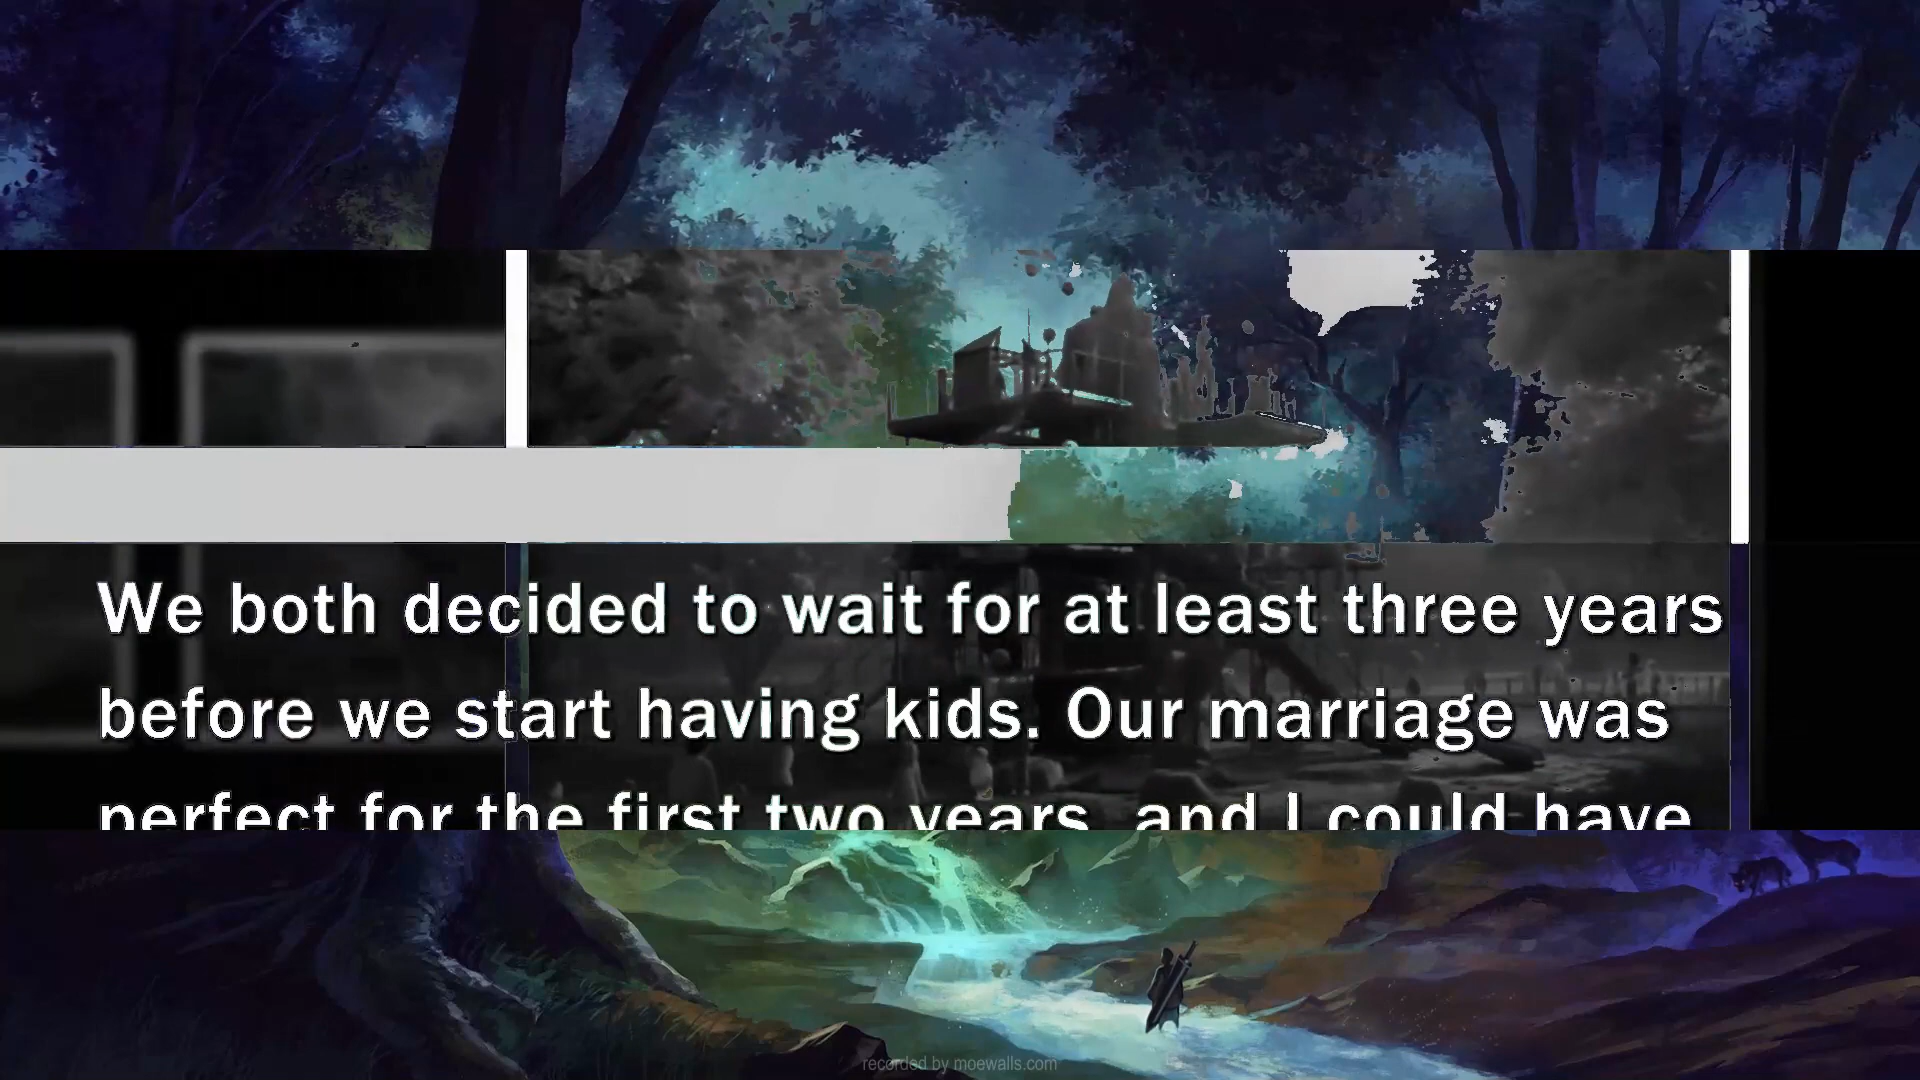 We both decided to wait for at least three years
before we start having kids. Our marriage was
perfect for the first two years, and I could have
recorded by moewalls.com